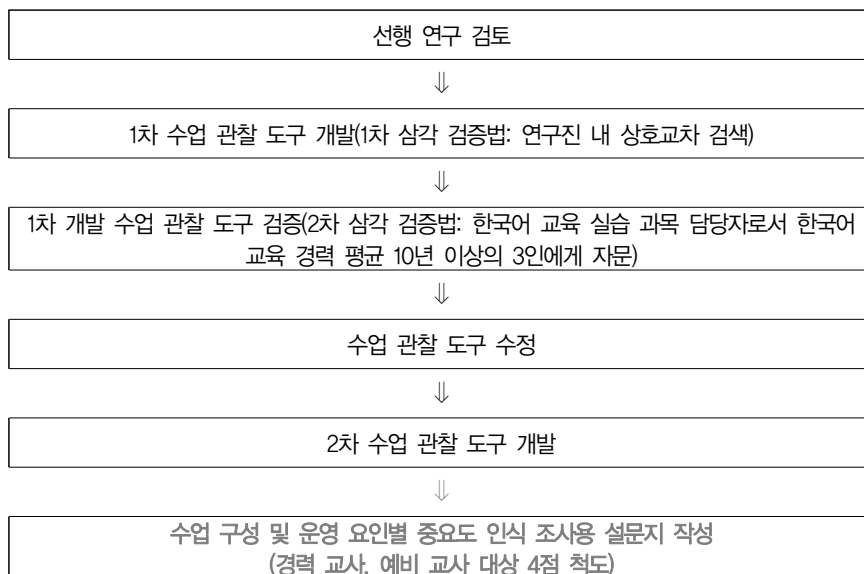 선행 연구 검토
⇓
1차 수업 관찰 도구 개발(1차 삼각 검증법: 연구진 내 상호교차 검색)
⇓
1차 개발 수업 관찰 도구 검증(2차 삼각 검증법: 한국어 교육 실습 과목 담당자로서 한국어
교육 경력 평균 10년 이상의 3인에게 자문)
⇓
수업 관찰 도구 수정
⇓
2차 수업 관찰 도구 개발
⇓
수업 구성 및 운영 요인별 중요도 인식 조사용 설문지 작성
(경력 교사, 예비 교사 대상 4점 척도)